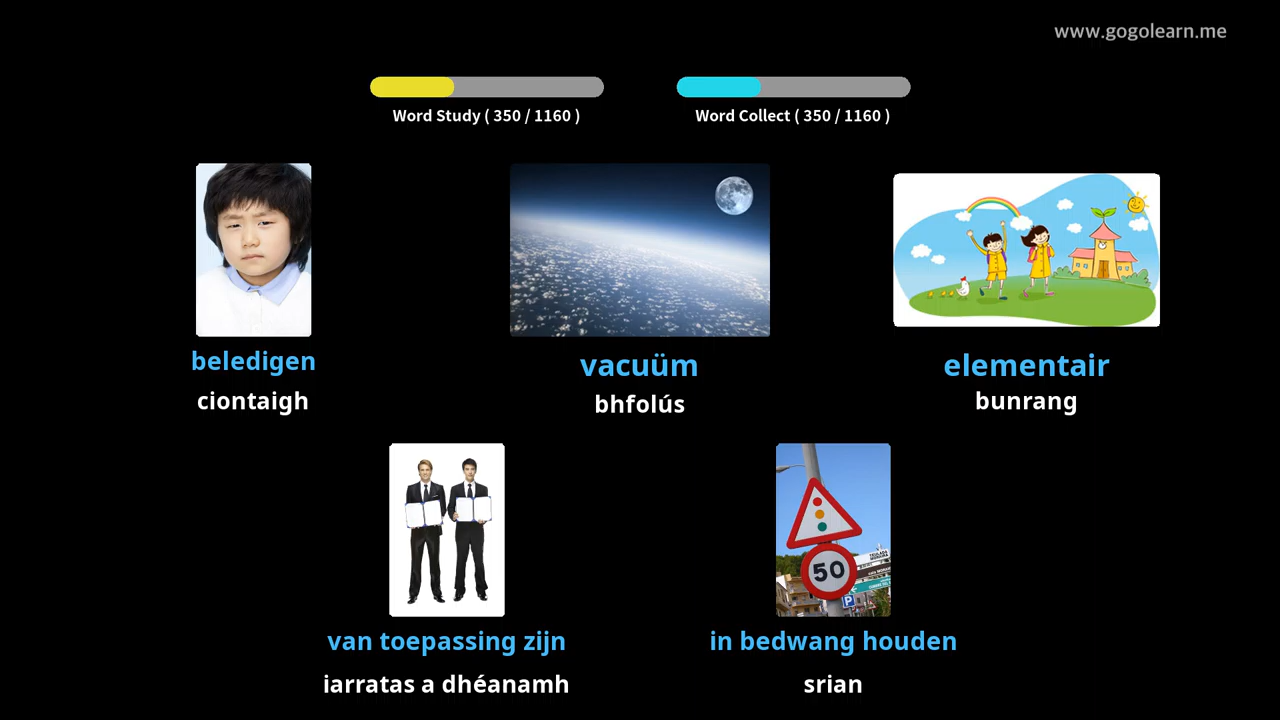 www.gogolearn.me
Word Study ( 350 / 1160 )
Word Collect ( 350 / 1160 )
beledigen
ciontaigh
vacuüm
bhfolús
elementair
bunrang
50
P
van toepassing zijn
iarratas a dhéanamh
in bedwang houden
srian